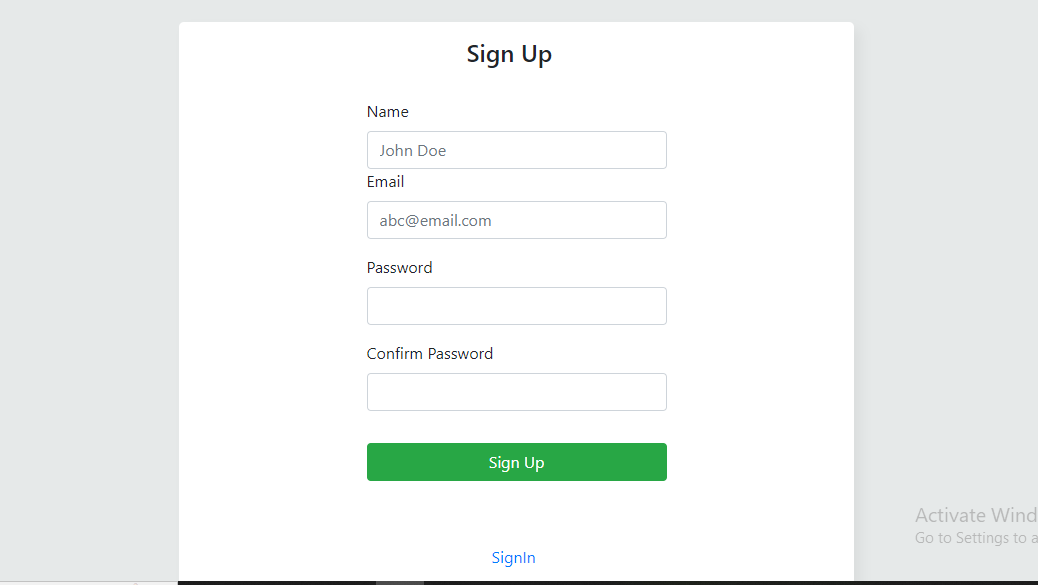 Sign Up
Name
John Doe
Email
abc@email.com
Password
Confirm Password
Sign Up
SignIn
Activate Wind
Go to Settings to a